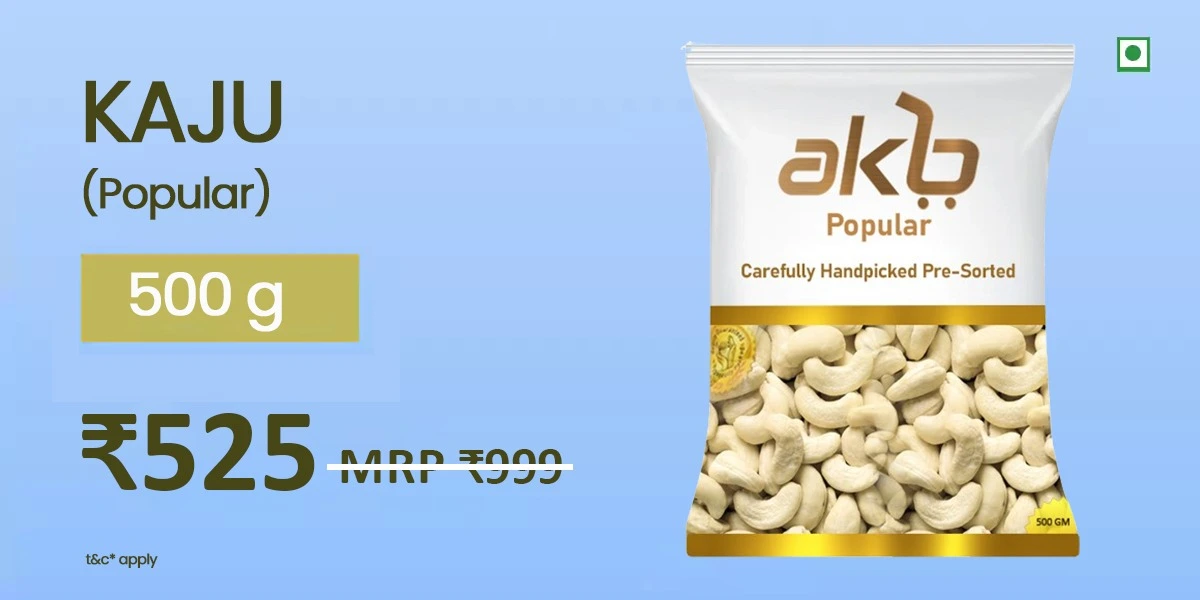 KAJU
(Popular)
500 g
₹525 MRP ₹999
t&c* apply
akb
Popular
Carefully Handpicked Pre-Sorted
500 GM